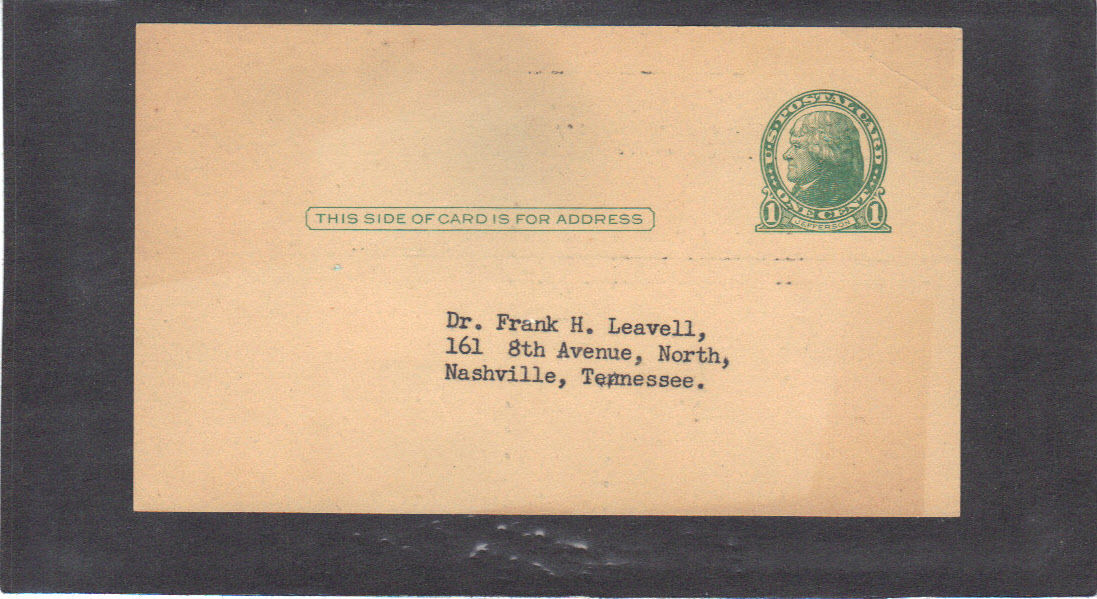 U.S. POSTAL CARD
ONE CENT
1 JEFFERSON 1
THIS SIDE OF CARD IS FOR ADDRESS
Dr. Frank H. Leavell,
161 8th Avenue, North,
Nashville, Tennessee.